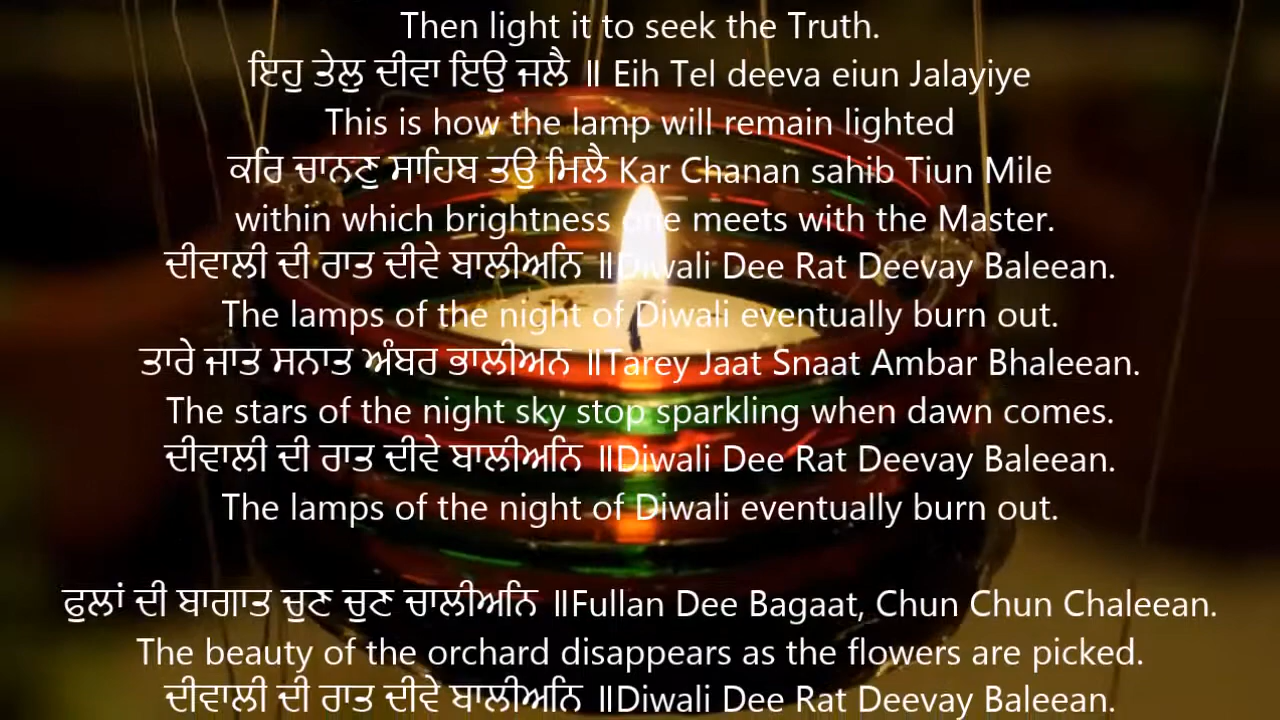 Then light it to seek the Truth.
ਇਹੁ ਤੇਲੁ ਦੀਵਾ ਇਉ ਜਲੈ ॥ Eih Tel deeva eiun Jalayiye
This is how the lamp will remain lighted
ਕਰਿ ਚਾਨਣੁ ਸਾਹਿਬ ਤਉ ਮਿਲੈ Kar Chanan sahib Tiun Mile
within which brightness one meets with the Master.
ਦੀਵਾਲੀ ਦੀ ਰਾਤ ਦੀਵੇ ਬਾਲੀਅਨਿ ॥Diwali Dee Rat Deevay Baleean.
The lamps of the night of Diwali eventually burn out.
ਤਾਰੇ ਜਾਤ ਸਨਾਤ ਅੰਬਰ ਭਾਲੀਅਨ ॥Tarey Jaat Snaat Ambar Bhaleean.
The stars of the night sky stop sparkling when dawn comes.
ਦੀਵਾਲੀ ਦੀ ਰਾਤ ਦੀਵੇ ਬਾਲੀਅਨਿ ॥Diwali Dee Rat Deevay Baleean.
The lamps of the night of Diwali eventually burn out.
ਫੁਲਾਂ ਦੀ ਬਾਗਾਤ ਚੁਣ ਚੁਣ ਚਾਲੀਅਨਿ ॥Fullan Dee Bagaat, Chun Chun Chaleean.
The beauty of the orchard disappears as the flowers are picked.
ਦੀਵਾਲੀ ਦੀ ਰਾਤ ਦੀਵੇ ਬਾਲੀਅਨਿ ॥Diwali Dee Rat Deevay Baleean.